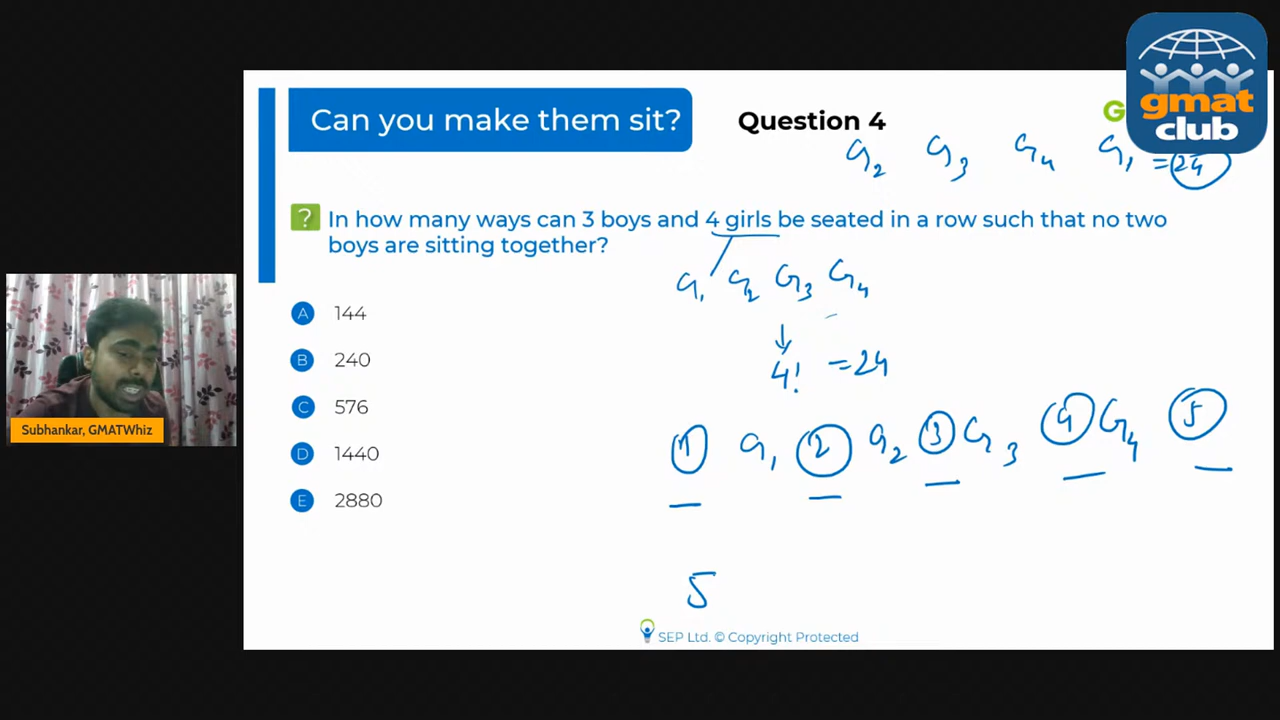 gmat
club
Can you make them sit?
Question 4
G
G2 G3 G4 G1 = 24
? In how many ways can 3 boys and 4 girls be seated in a row such that no two
boys are sitting together?
G1 G2 G3 G4
A 144
B 240
4! = 24
C 576
1 G1 2 G2 3 G3 4 G4 5
D 1440
E 2880
Subhankar, GMATWhiz
5
SEP Ltd. © Copyright Protected